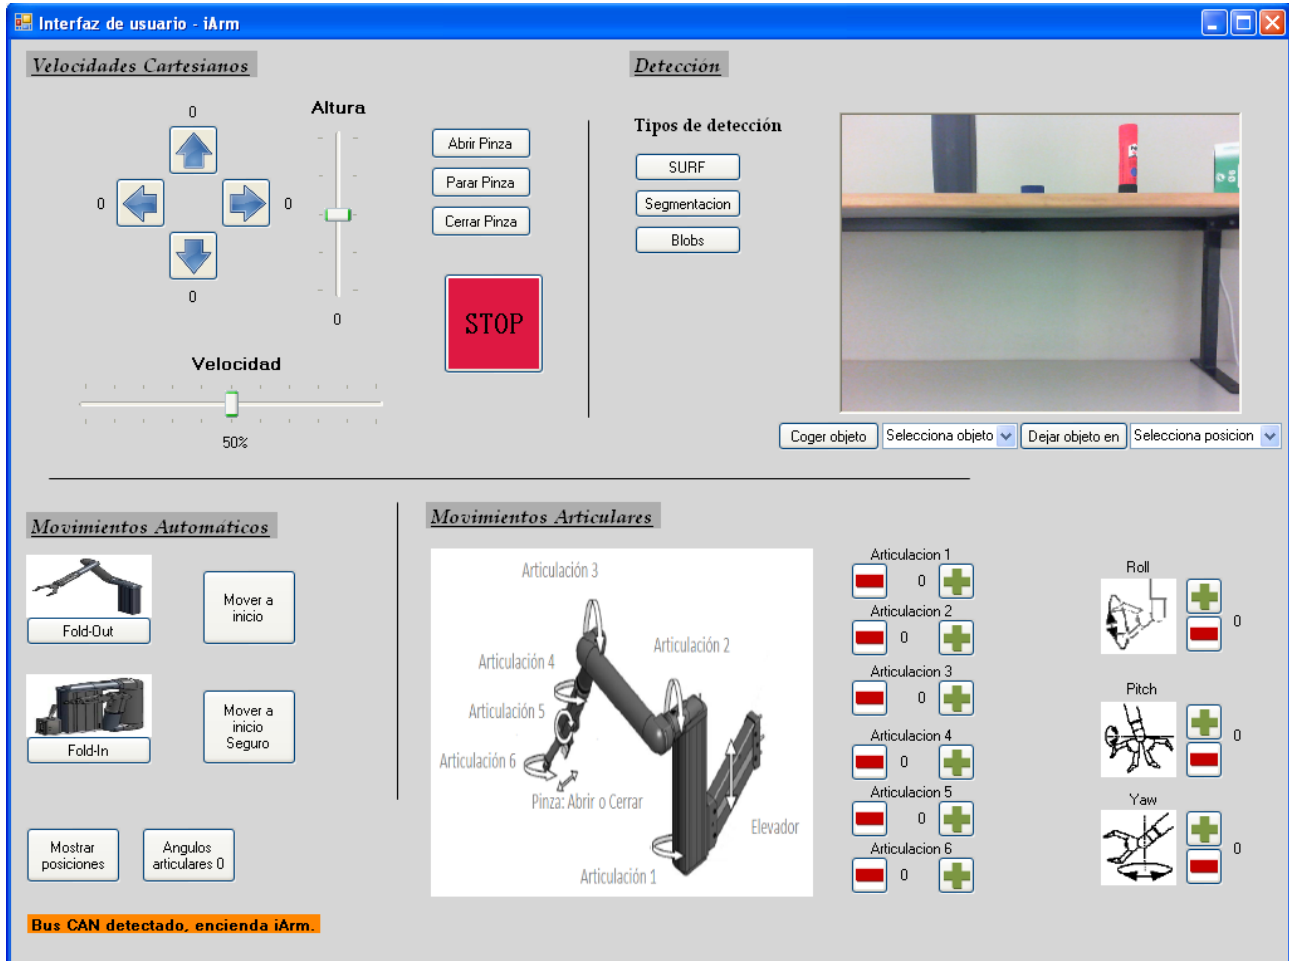 Interfaz de usuario - iArm
Velocidades Cartesianos
0
Altura
0
0
0
0
Velocidad
50%
Abrir Pinza
Parar Pinza
Cerrar Pinza
STOP
Detección
Tipos de detección
SURF
Segmentacion
Blobs
Coger objeto
Selecciona objeto
Dejar objeto en
Selecciona posicion
Movimientos Automáticos
Fold-Out
Mover a
inicio
Fold-In
Mover a
inicio
Seguro
Mostrar
posiciones
Angulos
articulares 0
Bus CAN detectado, encienda iArm.
Movimientos Articulares
Articulación 3
Articulación 2
Articulación 4
Articulación 5
Articulación 6
Pinza: Abrir o Cerrar
Elevador
Articulación 1
Articulacion 1
0
Articulacion 2
0
Articulacion 3
0
Articulacion 4
0
Articulacion 5
0
Articulacion 6
0
Roll
0
Pitch
0
Yaw
0